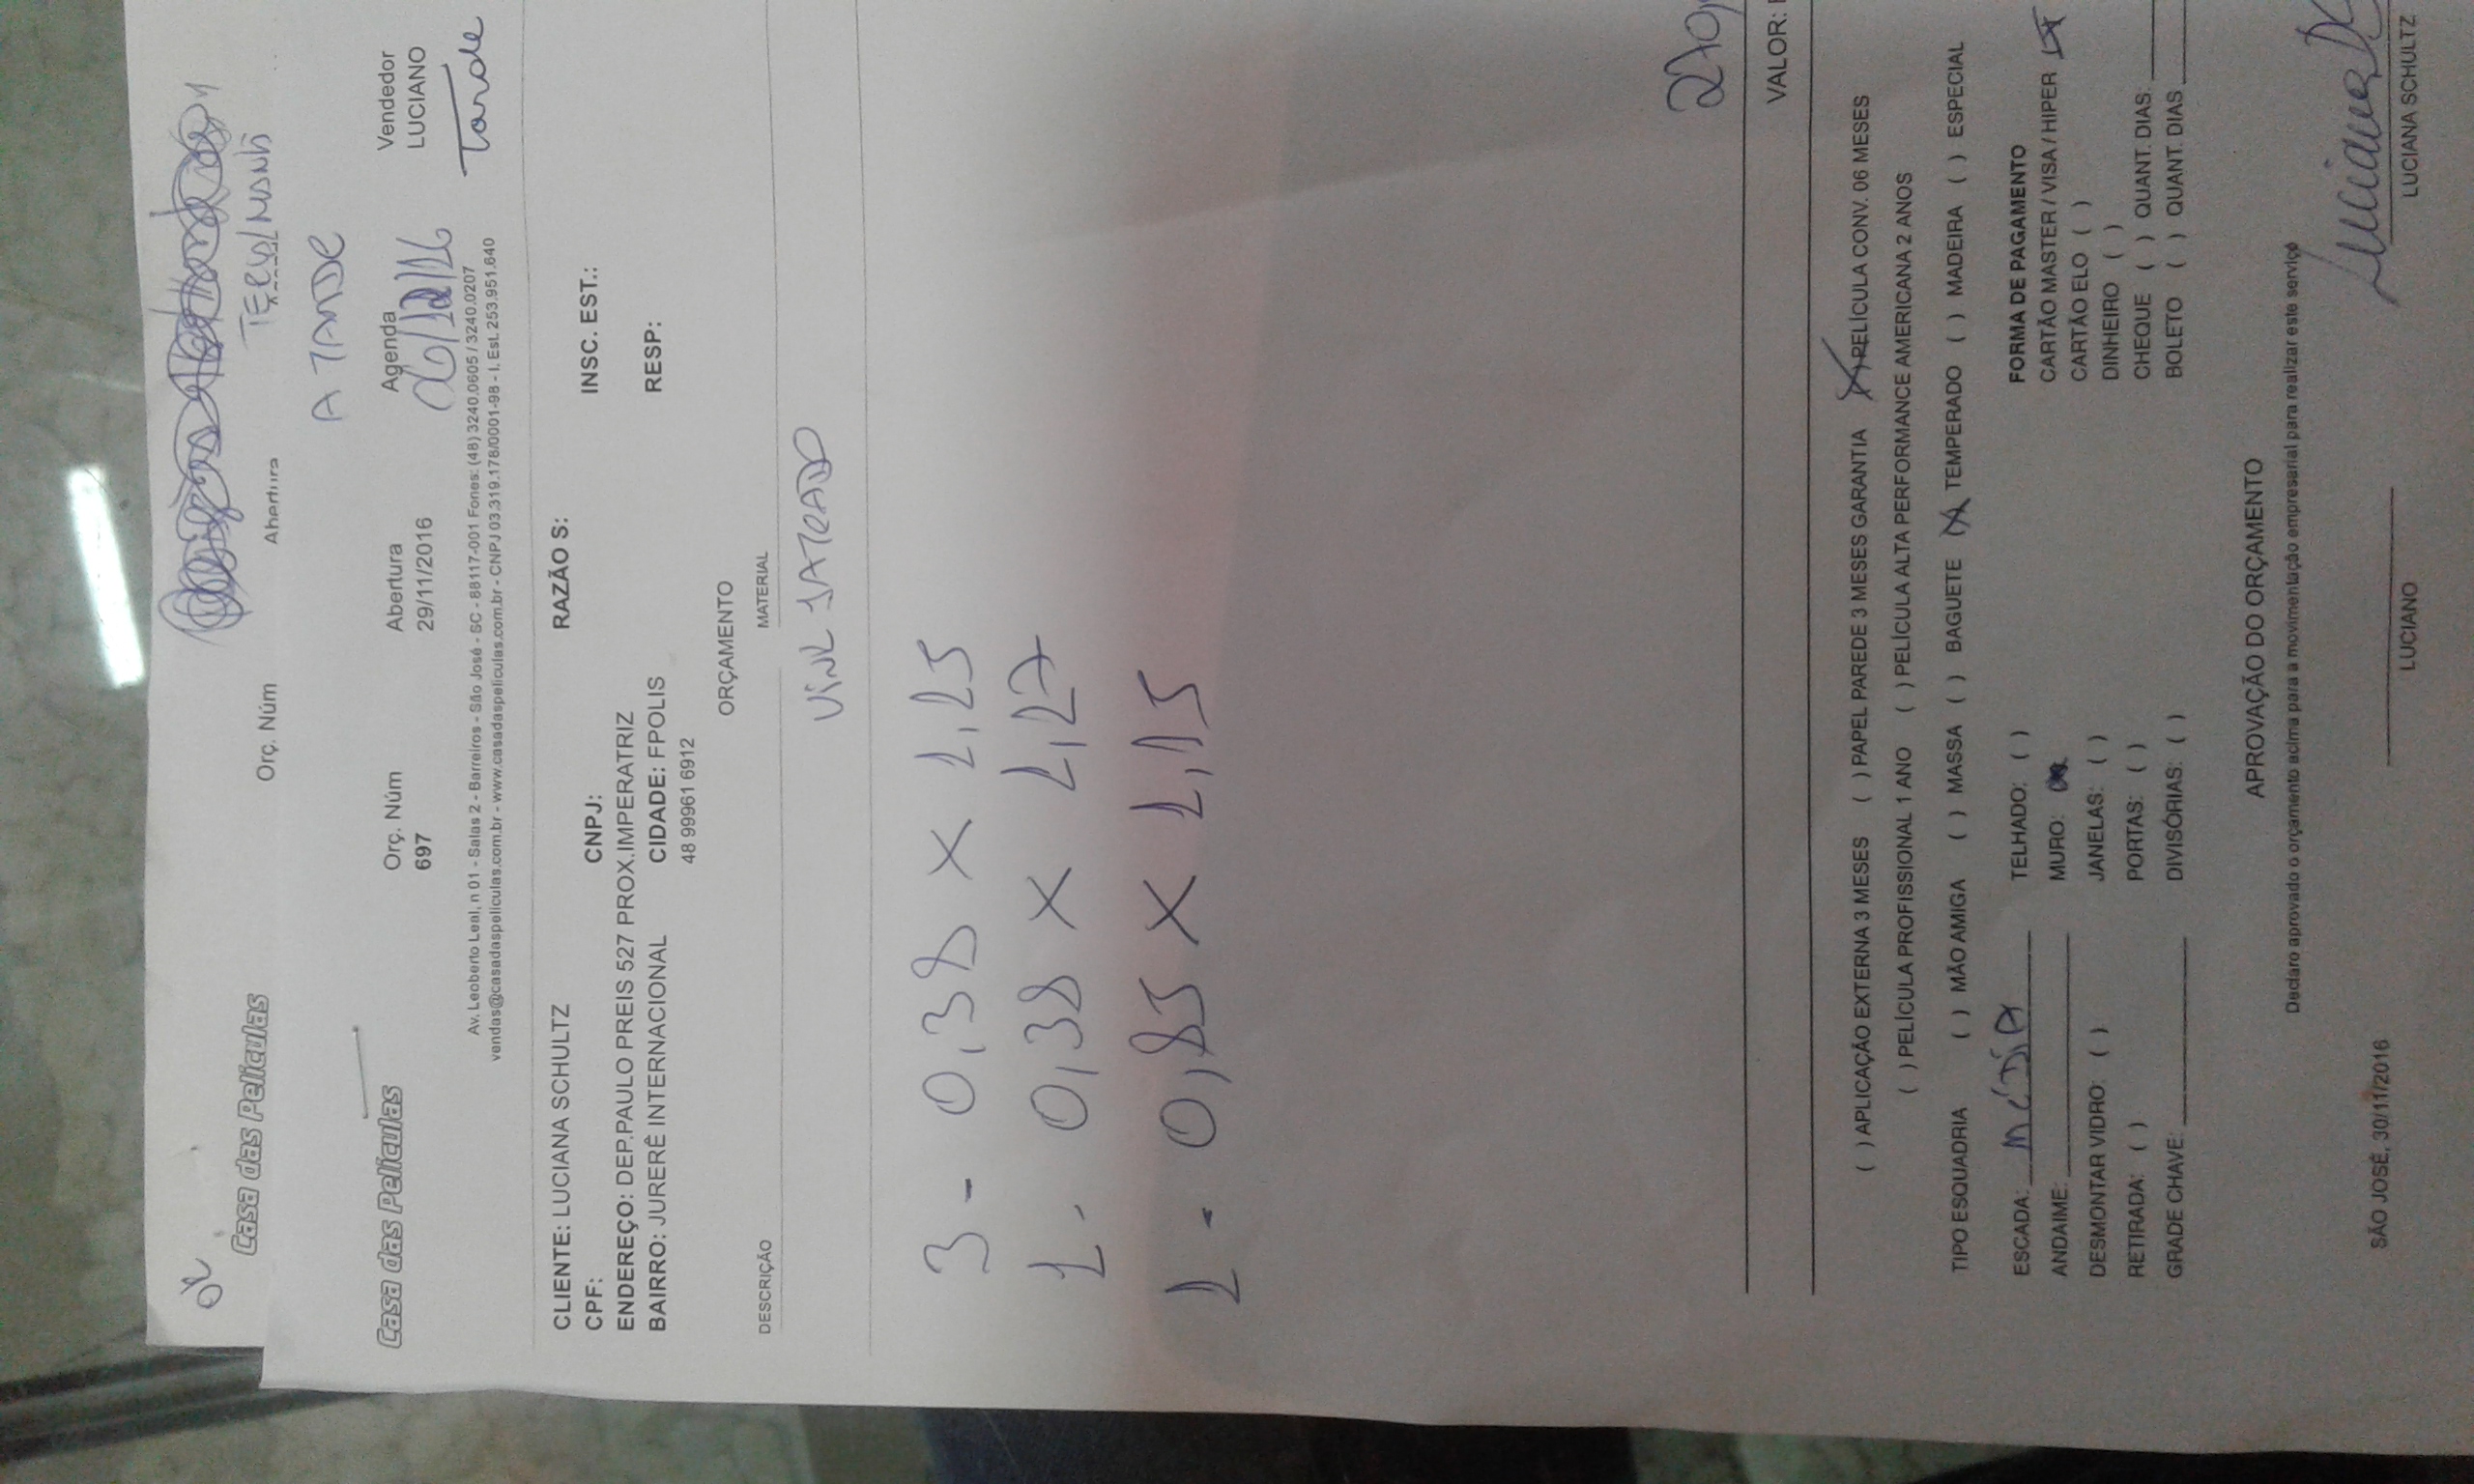 OK
Casa das Películas Orç. Núm Abertura
A TARDE
Casa das Películas Orç. Núm Abertura Agenda Vendedor
697 29/11/2016 06/12/16 LUCIANO
Tarde
Av. Leoberto Leal, n 01 - Salas 2 - Barreiros - São José - SC - 88117-001 Fones: (48) 3240.0605 / 3240.0207
vendas@casadaspeliculas.com.br - www.casadaspeliculas.com.br - CNPJ 03.319.178/0001-98 - I. Est. 253.951.640
CLIENTE: LUCIANA SCHULTZ RAZÃO S:
CPF: CNPJ: INSC. EST.:
ENDEREÇO: DEP.PAULO PREIS 527 PROX.IMPERATRIZ
BAIRRO: JURERÊ INTERNACIONAL CIDADE: FPOLIS RESP:
48 99961 6912
ORÇAMENTO
DESCRIÇÃO MATERIAL
VINL JATEADO
3 - 0,38 X 1,25
1 - 0,38 X 1,27
1 - 0,85 X 1,15
270,
VALOR:
( ) APLICAÇÃO EXTERNA 3 MESES ( ) PAPEL PAREDE 3 MESES GARANTIA (X) PELÍCULA CONV. 06 MESES
( ) PELÍCULA PROFISSIONAL 1 ANO ( ) PELÍCULA ALTA PERFORMANCE AMERICANA 2 ANOS
TIPO ESQUADRIA ( ) MÃO AMIGA ( ) MASSA ( ) BAGUETE (X) TEMPERADO ( ) MADEIRA ( ) ESPECIAL
ESCADA: MÉDIA TELHADO: ( ) FORMA DE PAGAMENTO
ANDAIME: MURO: CARTÃO MASTER / VISA / HIPER (X)
DESMONTAR VIDRO: ( ) JANELAS: ( ) CARTÃO ELO ( )
RETIRADA: ( ) PORTAS: ( ) DINHEIRO ( )
GRADE CHAVE: DIVISÓRIAS: ( ) CHEQUE ( ) QUANT. DIAS:
BOLETO ( ) QUANT. DIAS
APROVAÇÃO DO ORÇAMENTO
Declaro aprovado o orçamento acima para a movimentação empresarial para realizar este serviço
SÃO JOSÉ, 30/11/2016 LUCIANO LUCIANA SCHULTZ